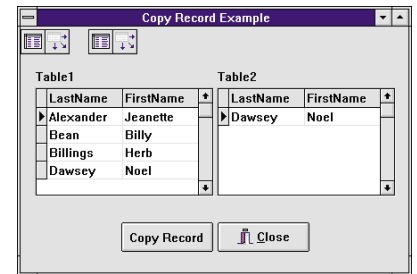 Copy Record Example
Table1
LastName FirstName
Alexander Jeanette
Bean Billy
Billings Herb
Dawsey Noel
Table2
LastName FirstName
Dawsey Noel
Copy Record Close